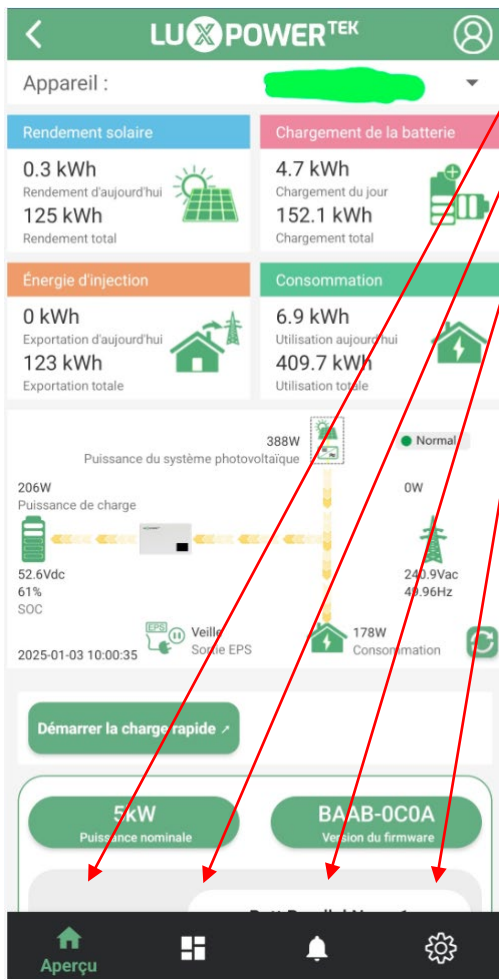 LUXPOWERTEK
Appareil :
Rendement solaire
0.3 kWh
Rendement d'aujourd'hui
125 kWh
Rendement total
Chargement de la batterie
4.7 kWh
Chargement du jour
152.1 kWh
Chargement total
Énergie d'injection
0 kWh
Exportation d'aujourd'hui
123 kWh
Exportation totale
Consommation
6.9 kWh
Utilisation aujourd'hui
409.7 kWh
Utilisation totale
388W
Puissance du système photovoltaïque
Normal
206W
Puissance de charge
0W
52.6Vdc
61%
SOC
240.9Vac
49.96Hz
EPS
Veille
Sortie EPS
178W
Consommation
2025-01-03 10:00:35
Démarrer la charge rapide
5kW
Puissance nominale
BAAB-0C0A
Version du firmware
Aperçu